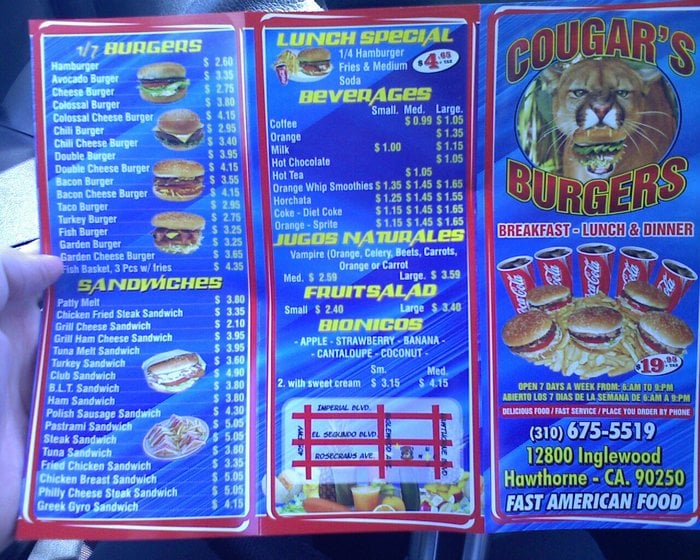 1/7 BURGERS
Hamburger $ 2.60
Avocado Burger $ 3.35
Cheese Burger $ 2.75
Colossal Burger $ 3.80
Colossal Cheese Burger $ 4.15
Chili Burger $ 2.95
Chili Cheese Burger $ 3.40
Double Burger $ 3.95
Double Cheese Burger $ 4.15
Bacon Burger $ 3.55
Bacon Cheese Burger $ 4.15
Taco Burger $ 2.95
Turkey Burger $ 2.75
Fish Burger $ 3.25
Garden Burger $ 3.25
Garden Cheese Burger $ 3.65
Fish Basket, 3 Pcs w/ fries $ 4.35
SANDWICHES
Patty Melt $ 3.80
Chicken Fried Steak Sandwich $ 3.35
Grill Cheese Sandwich $ 2.10
Grill Ham Cheese Sandwich $ 3.95
Tuna Melt Sandwich $ 3.95
Turkey Sandwich $ 3.60
Club Sandwich $ 4.90
B.L.T. Sandwich $ 3.80
Ham Sandwich $ 3.80
Polish Sausage Sandwich $ 4.30
Pastrami Sandwich $ 5.05
Steak Sandwich $ 5.05
Tuna Sandwich $ 3.60
Fried Chicken Sandwich $ 3.35
Chicken Breast Sandwich $ 5.05
Philly Cheese Steak Sandwich $ 5.05
Greek Gyro Sandwich $ 4.15
LUNCH SPECIAL
1/4 Hamburger
Fries & Medium
Soda
$4.65 + TAX
BEVERAGES
Small. Med. Large.
Coffee $ 0.99 $ 1.05
Orange $ 1.35
Milk $ 1.00 $ 1.15
Hot Chocolate $ 1.05
Hot Tea $ 1.05
Orange Whip Smoothies $ 1.35 $ 1.45 $ 1.65
Horchata $ 1.25 $ 1.45 $ 1.55
Coke - Diet Coke $ 1.15 $ 1.45 $ 1.65
Orange - Sprite $ 1.15 $ 1.45 $ 1.65
JUGOS NATURALES
Vampire (Orange, Celery, Beets, Carrots,
Orange or Carrot
Med. $ 2.59 Large. $ 3.59
FRUITSALAD
Small $ 2.40 Large $ 3.40
BIONICOS
- APPLE - STRAWBERRY - BANANA -
- CANTALOUPE - COCONUT -
Sm. Med.
2. with sweet cream $ 3.15 $ 4.15
IMPERIAL BLVD.
EL SEGUNDO BLVD.
ROSECRANS AVE.
COUGAR'S
BURGERS
BREAKFAST - LUNCH & DINNER
Coca-Cola
Coca-Cola
Coca-Cola
Coca-Cola
Coca-Cola
$19.98
OPEN 7 DAYS A WEEK FROM: 6:AM TO 9:PM
ABIERTO LOS 7 DIAS DE LA SEMANA DE 6:AM A 9:PM
DELICIOUS FOOD / FAST SERVICE / PLACE YOU ORDER BY PHONE
(310) 675-5519
12800 Inglewood
Hawthorne - CA. 90250
FAST AMERICAN FOOD